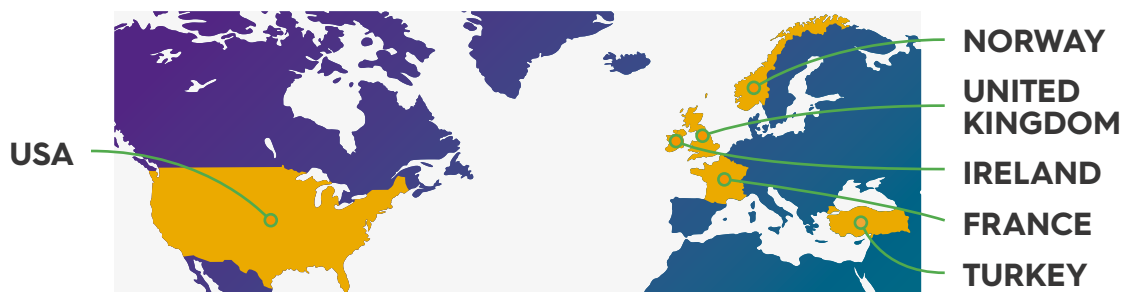 USA
NORWAY
UNITED
KINGDOM
IRELAND
FRANCE
TURKEY